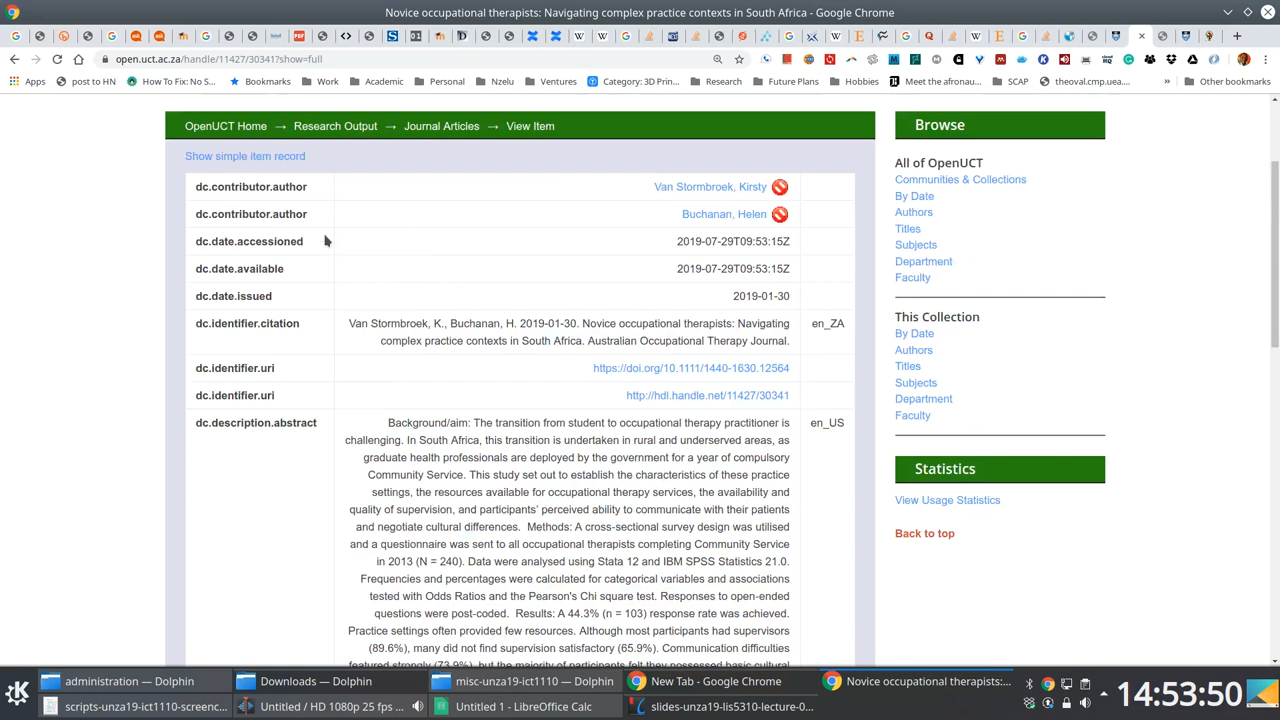 Novice occupational therapists: Navigating complex practice contexts in South Africa - Google Chrome
open.uct.ac.za/handle/11427/30341?show=full
Apps
post to HN
How To Fix: No S...
Bookmarks
Work
Academic
Personal
Nzelu
Ventures
Category: 3D Prin...
Research
Future Plans
Hobbies
Meet the afronau...
SCAP
theoval.cmp.uea....
»
Other bookmarks
OpenUCT Home → Research Output → Journal Articles → View Item
Show simple item record
dc.contributor.author Van Stormbroek, Kirsty
dc.contributor.author Buchanan, Helen
dc.date.accessioned 2019-07-29T09:53:15Z
dc.date.available 2019-07-29T09:53:15Z
dc.date.issued 2019-01-30
dc.identifier.citation Van Stormbroek, K., Buchanan, H. 2019-01-30. Novice occupational therapists: Navigating en_ZA
complex practice contexts in South Africa. Australian Occupational Therapy Journal.
dc.identifier.uri https://doi.org/10.1111/1440-1630.12564
dc.identifier.uri http://hdl.handle.net/11427/30341
dc.description.abstract Background/aim: The transition from student to occupational therapy practitioner is en_US
challenging. In South Africa, this transition is undertaken in rural and underserved areas, as
graduate health professionals are deployed by the government for a year of compulsory
Community Service. This study set out to establish the characteristics of these practice
settings, the resources available for occupational therapy services, the availability and
quality of supervision, and participants' perceived ability to communicate with their patients
and negotiate cultural differences. Methods: A cross-sectional survey design was utilised
and a questionnaire was sent to all occupational therapists completing Community Service
in 2013 (N = 240). Data were analysed using Stata 12 and IBM SPSS Statistics 21.0.
Frequencies and percentages were calculated for categorical variables and associations
tested with Odds Ratios and the Pearson's Chi square test. Responses to open-ended
questions were post-coded. Results: A 44.3% (n = 103) response rate was achieved.
Practice settings often provided few resources. Although most participants had supervisors
(89.6%), many did not find supervision satisfactory (65.9%). Communication difficulties
featured strongly (73.9%), but the majority of participants felt they possessed basic cultural
Browse
All of OpenUCT
Communities & Collections
By Date
Authors
Titles
Subjects
Department
Faculty
This Collection
By Date
Authors
Titles
Subjects
Department
Faculty
Statistics
View Usage Statistics
Back to top
administration — Dolphin
Downloads — Dolphin
misc-unza19-ict1110 — Dolphin
New Tab - Google Chrome
Novice occupational therapists:...
scripts-unza19-ict1110-screenc...
Untitled / HD 1080p 25 fps ...
Untitled 1 - LibreOffice Calc
slides-unza19-lis5310-lecture-0...
14:53:50